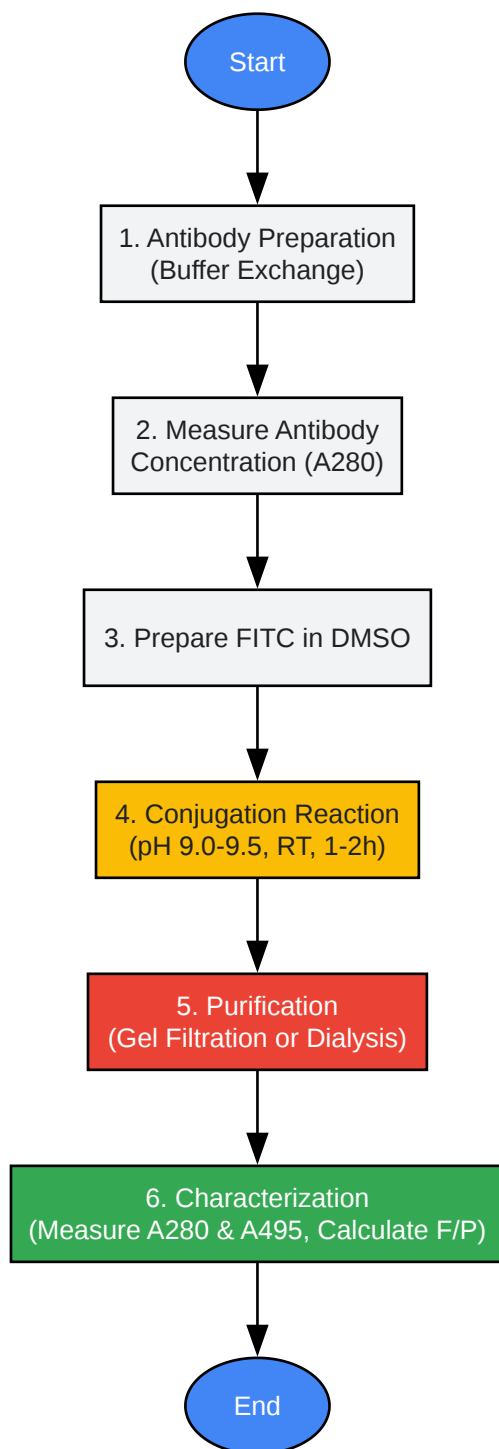 Start
1. Antibody Preparation
(Buffer Exchange)
2. Measure Antibody
Concentration (A280)
3. Prepare FITC in DMSO
4. Conjugation Reaction
(pH 9.0-9.5, RT, 1-2h)
5. Purification
(Gel Filtration or Dialysis)
6. Characterization
(Measure A280 & A495, Calculate F/P)
End